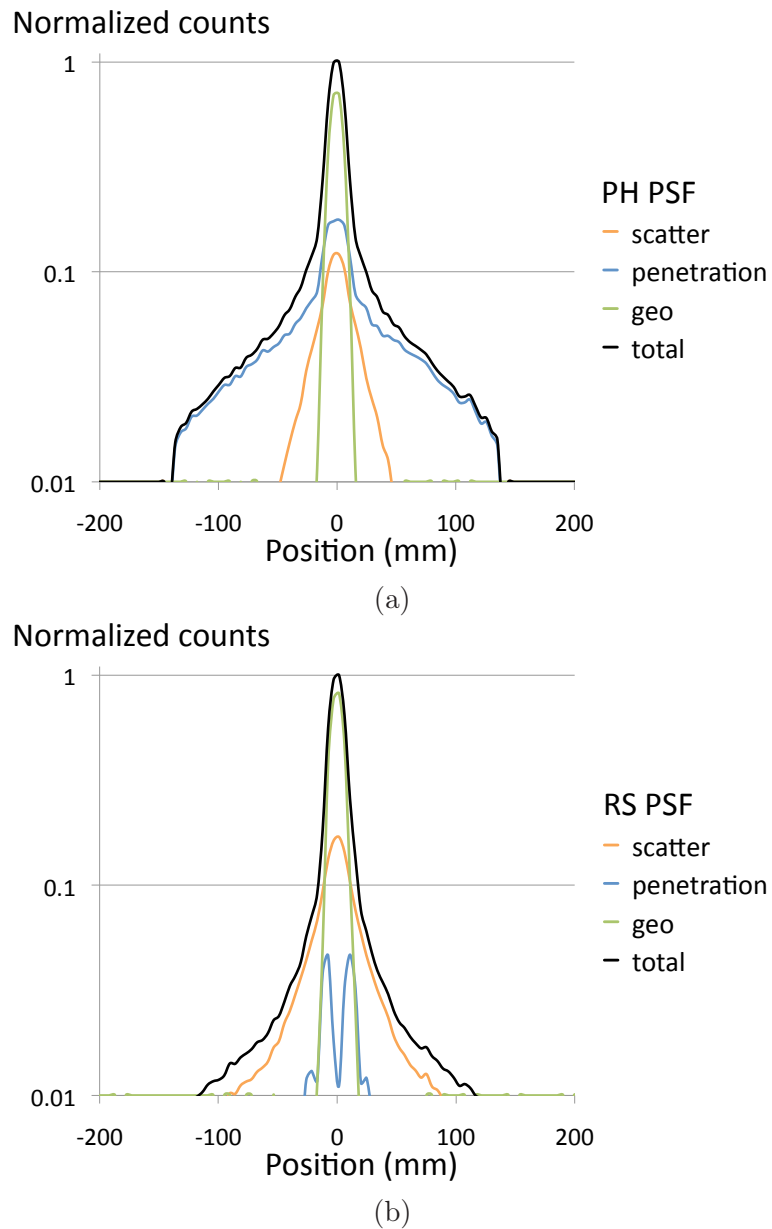 Normalized counts
1
0.1
0.01
-200 -100 0 100 200
Position (mm)
PH PSF
scatter
penetration
geo
total
(a)
Normalized counts
1
0.1
0.01
-200 -100 0 100 200
Position (mm)
RS PSF
scatter
penetration
geo
total
(b)